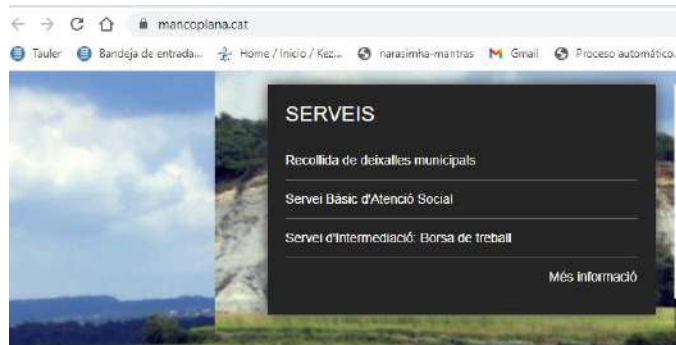 mancoplana.cat
Tauler Bandeja de entrada... Home / Inicio / Kez... narasimha-mantras Gmail Proceso automático.
SERVEIS
Recollida de deixalles municipals
Servei Bàsic d'Atenció Social
Servei d'Intermediació: Borsa de treball
Més informació